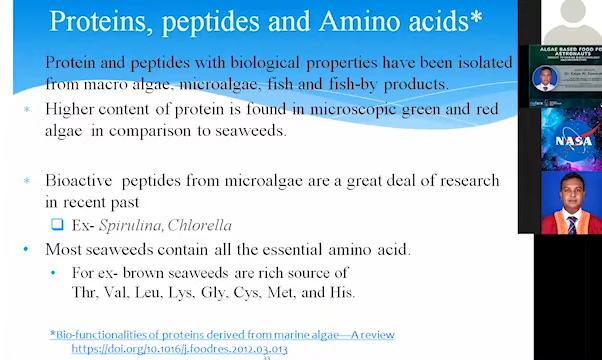 Proteins, peptides and Amino acids*
Protein and peptides with biological properties have been isolated
from macro algae, microalgae, fish and fish-by products.
* Higher content of protein is found in microscopic green and red
algae in comparison to seaweeds.
* Bioactive peptides from microalgae are a great deal of research
in recent past
❑ Ex- Spirulina, Chlorella
• Most seaweeds contain all the essential amino acid.
• For ex- brown seaweeds are rich source of
Thr, Val, Leu, Lys, Gly, Cys, Met, and His.
*Bio-functionalities of proteins derived from marine algae—A review
https://doi.org/10.1016/j.foodres.2012.03.013
ALGAE BASED FOOD FO
ASTRONAUTS
NASA